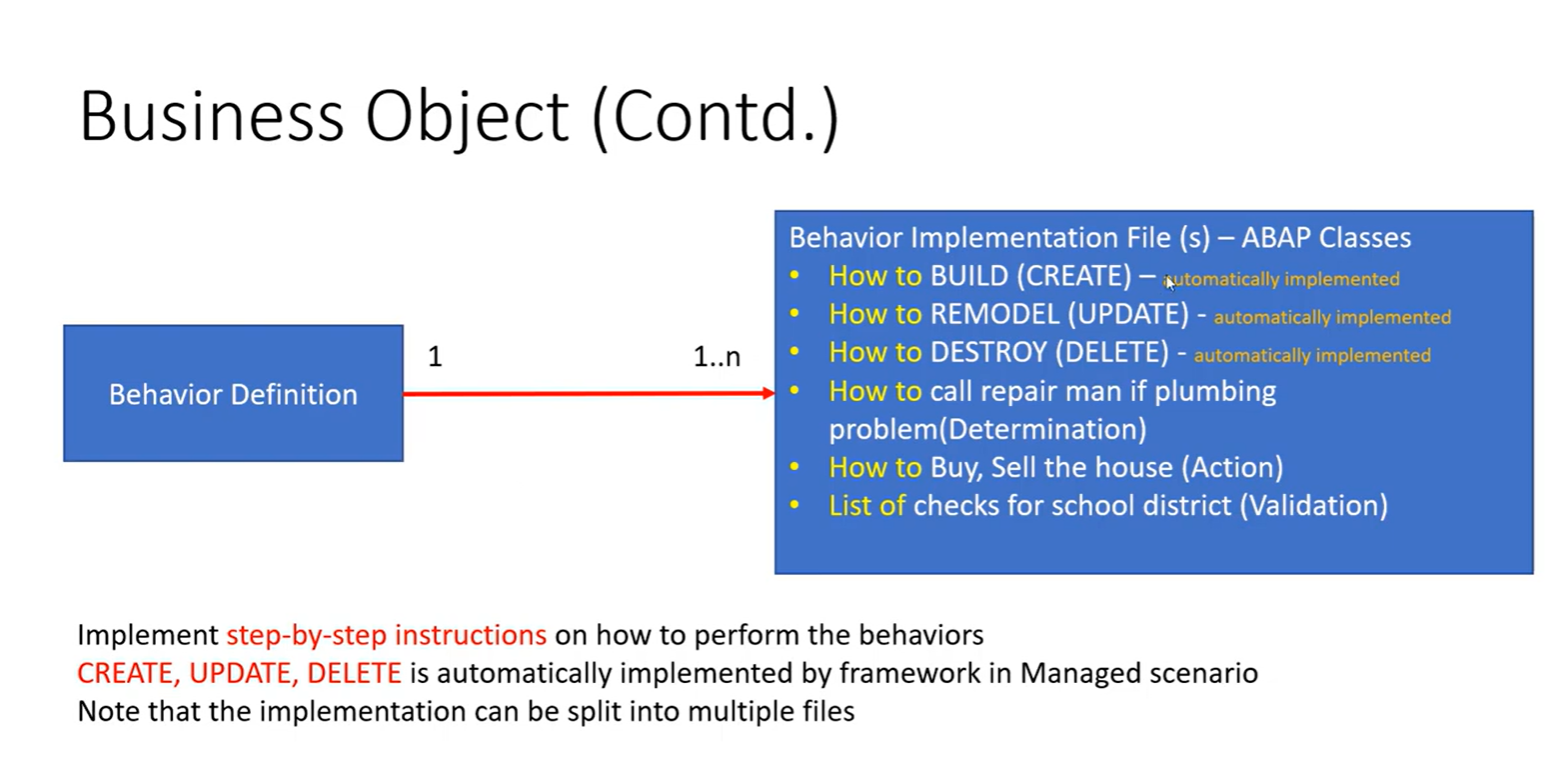 Business Object (Contd.)
Behavior Definition
1
1..n
Behavior Implementation File (s) – ABAP Classes
• How to BUILD (CREATE) – automatically implemented
• How to REMODEL (UPDATE) - automatically implemented
• How to DESTROY (DELETE) - automatically implemented
• How to call repair man if plumbing
problem(Determination)
• How to Buy, Sell the house (Action)
• List of checks for school district (Validation)
Implement step-by-step instructions on how to perform the behaviors
CREATE, UPDATE, DELETE is automatically implemented by framework in Managed scenario
Note that the implementation can be split into multiple files